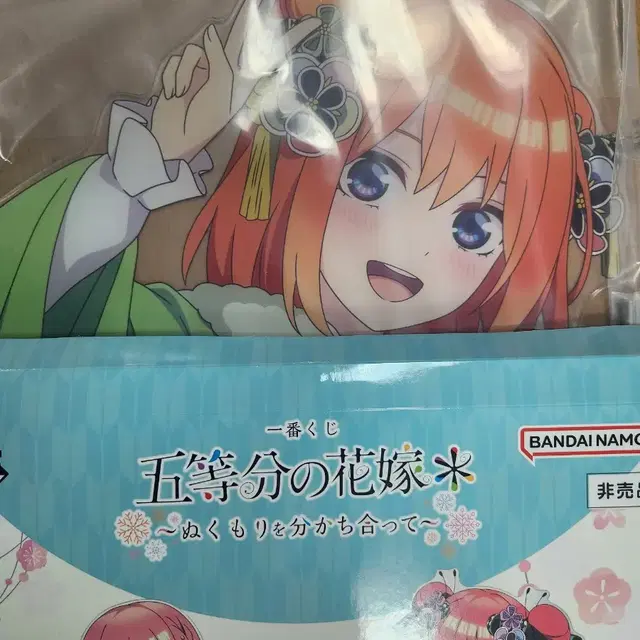 一番くじ
BANDAI NAMCO
五等分の花嫁＊
〜ぬくもりを分かち合って〜
非売